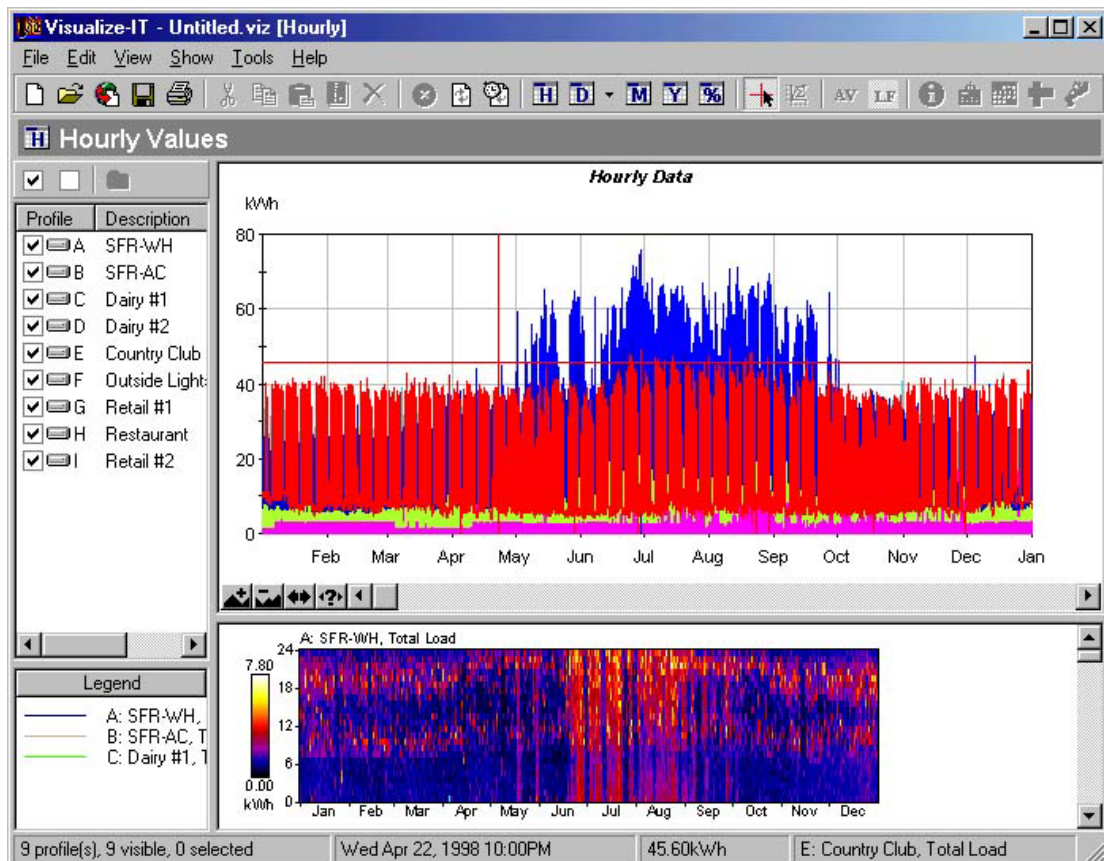 Visualize-IT - Untitled.viz [Hourly]
File Edit View Show Tools Help
H D M Y % AV LF
H Hourly Values
Profile Description
A SFR-WH
B SFR-AC
C Dairy #1
D Dairy #2
E Country Club
F Outside Light
G Retail #1
H Restaurant
I Retail #2
Hourly Data
kWh
80
60
40
20
0
Feb Mar Apr May Jun Jul Aug Sep Oct Nov Dec Jan
Legend
A: SFR-WH,
B: SFR-AC, T
C: Dairy #1, T
A: SFR-WH, Total Load
7.80
0.00
kWh
24
18
12
6
0
Jan Feb Mar Apr May Jun Jul Aug Sep Oct Nov Dec
9 profile(s), 9 visible, 0 selected
Wed Apr 22, 1998 10:00PM
45.60kWh
E: Country Club, Total Load